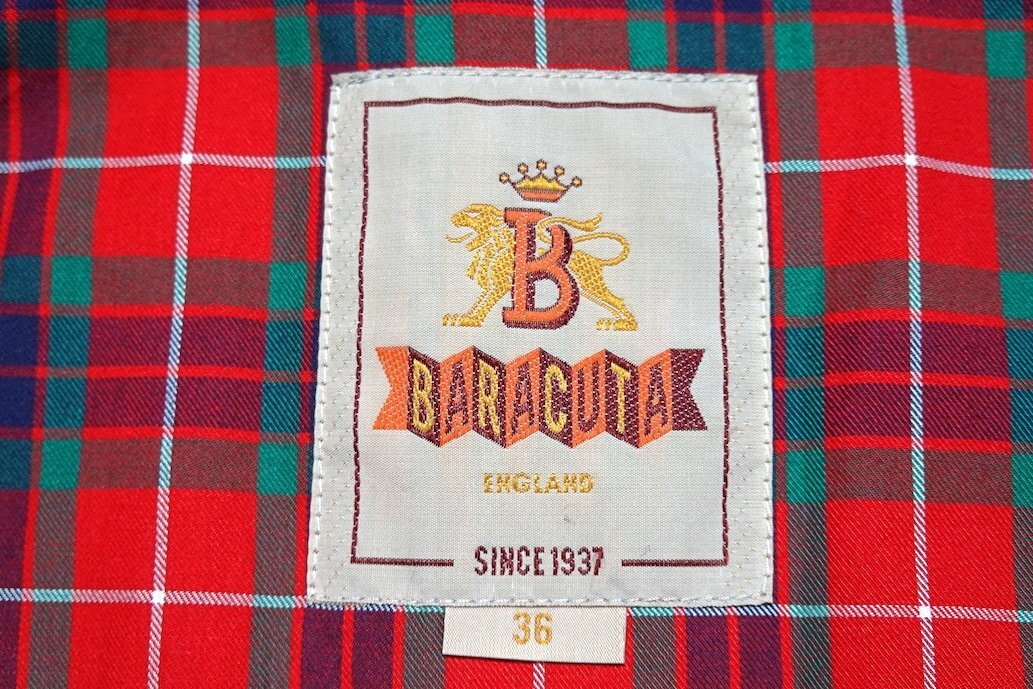 B
BARACUTA
ENGLAND
SINCE 1937
36